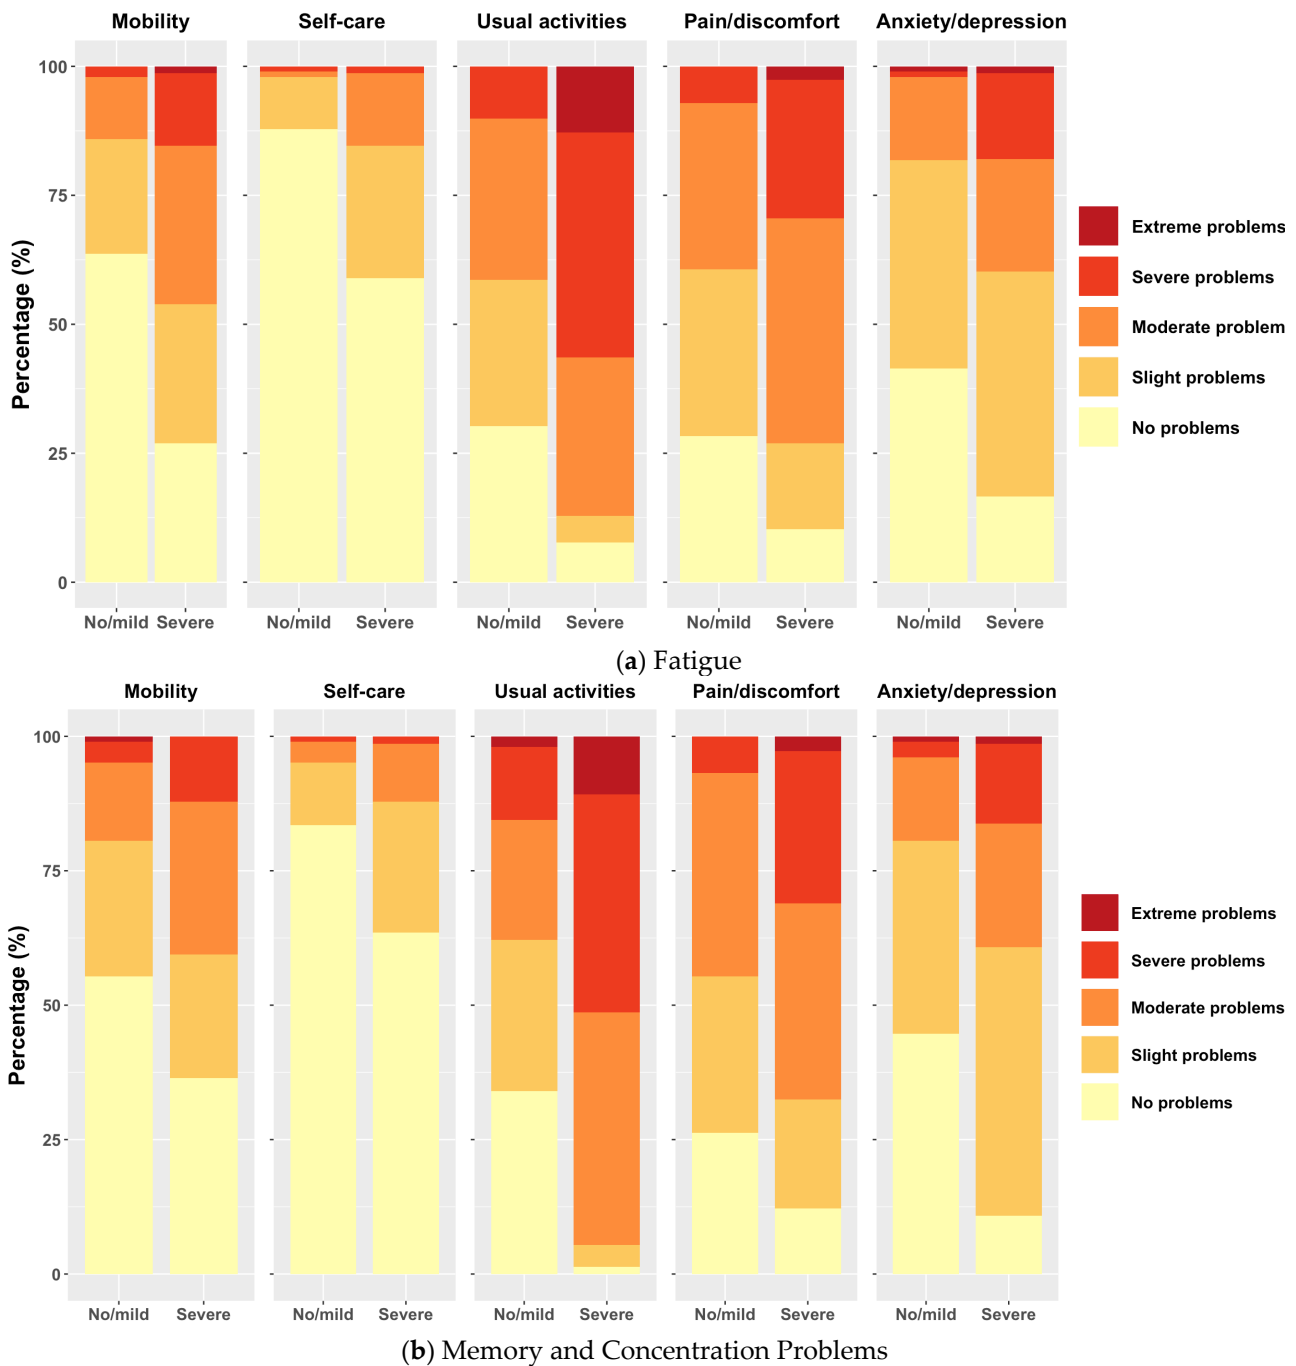 Mobility Self-care Usual activities Pain/discomfort Anxiety/depression
100
75
50
25
0
Percentage (%)
Extreme problems
Severe problems
Moderate problem
Slight problems
No problems
No/mild Severe No/mild Severe No/mild Severe No/mild Severe No/mild Severe
(a) Fatigue
Mobility Self-care Usual activities Pain/discomfort Anxiety/depression
100
75
50
25
0
Percentage (%)
Extreme problems
Severe problems
Moderate problems
Slight problems
No problems
No/mild Severe No/mild Severe No/mild Severe No/mild Severe No/mild Severe
(b) Memory and Concentration Problems